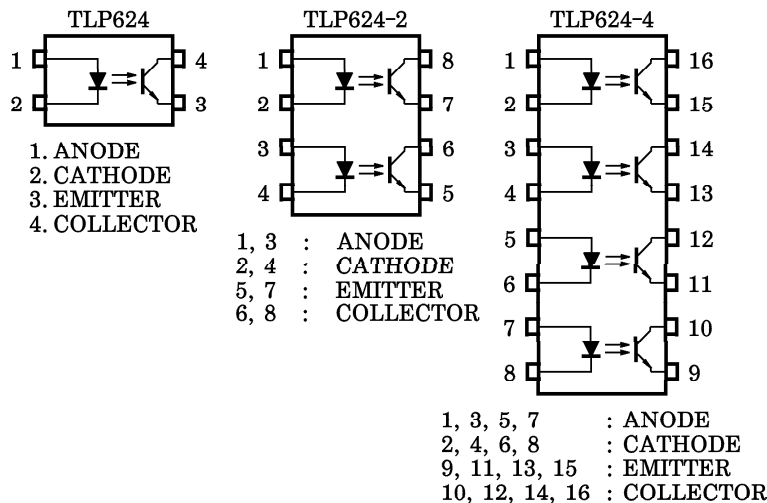 TLP624
1
2
4
3
1. ANODE
2. CATHODE
3. EMITTER
4. COLLECTOR
TLP624-2
1
2
3
4
8
7
6
5
1, 3 : ANODE
2, 4 : CATHODE
5, 7 : EMITTER
6, 8 : COLLECTOR
TLP624-4
1
2
3
4
5
6
7
8
16
15
14
13
12
11
10
9
1, 3, 5, 7 : ANODE
2, 4, 6, 8 : CATHODE
9, 11, 13, 15 : EMITTER
10, 12, 14, 16 : COLLECTOR